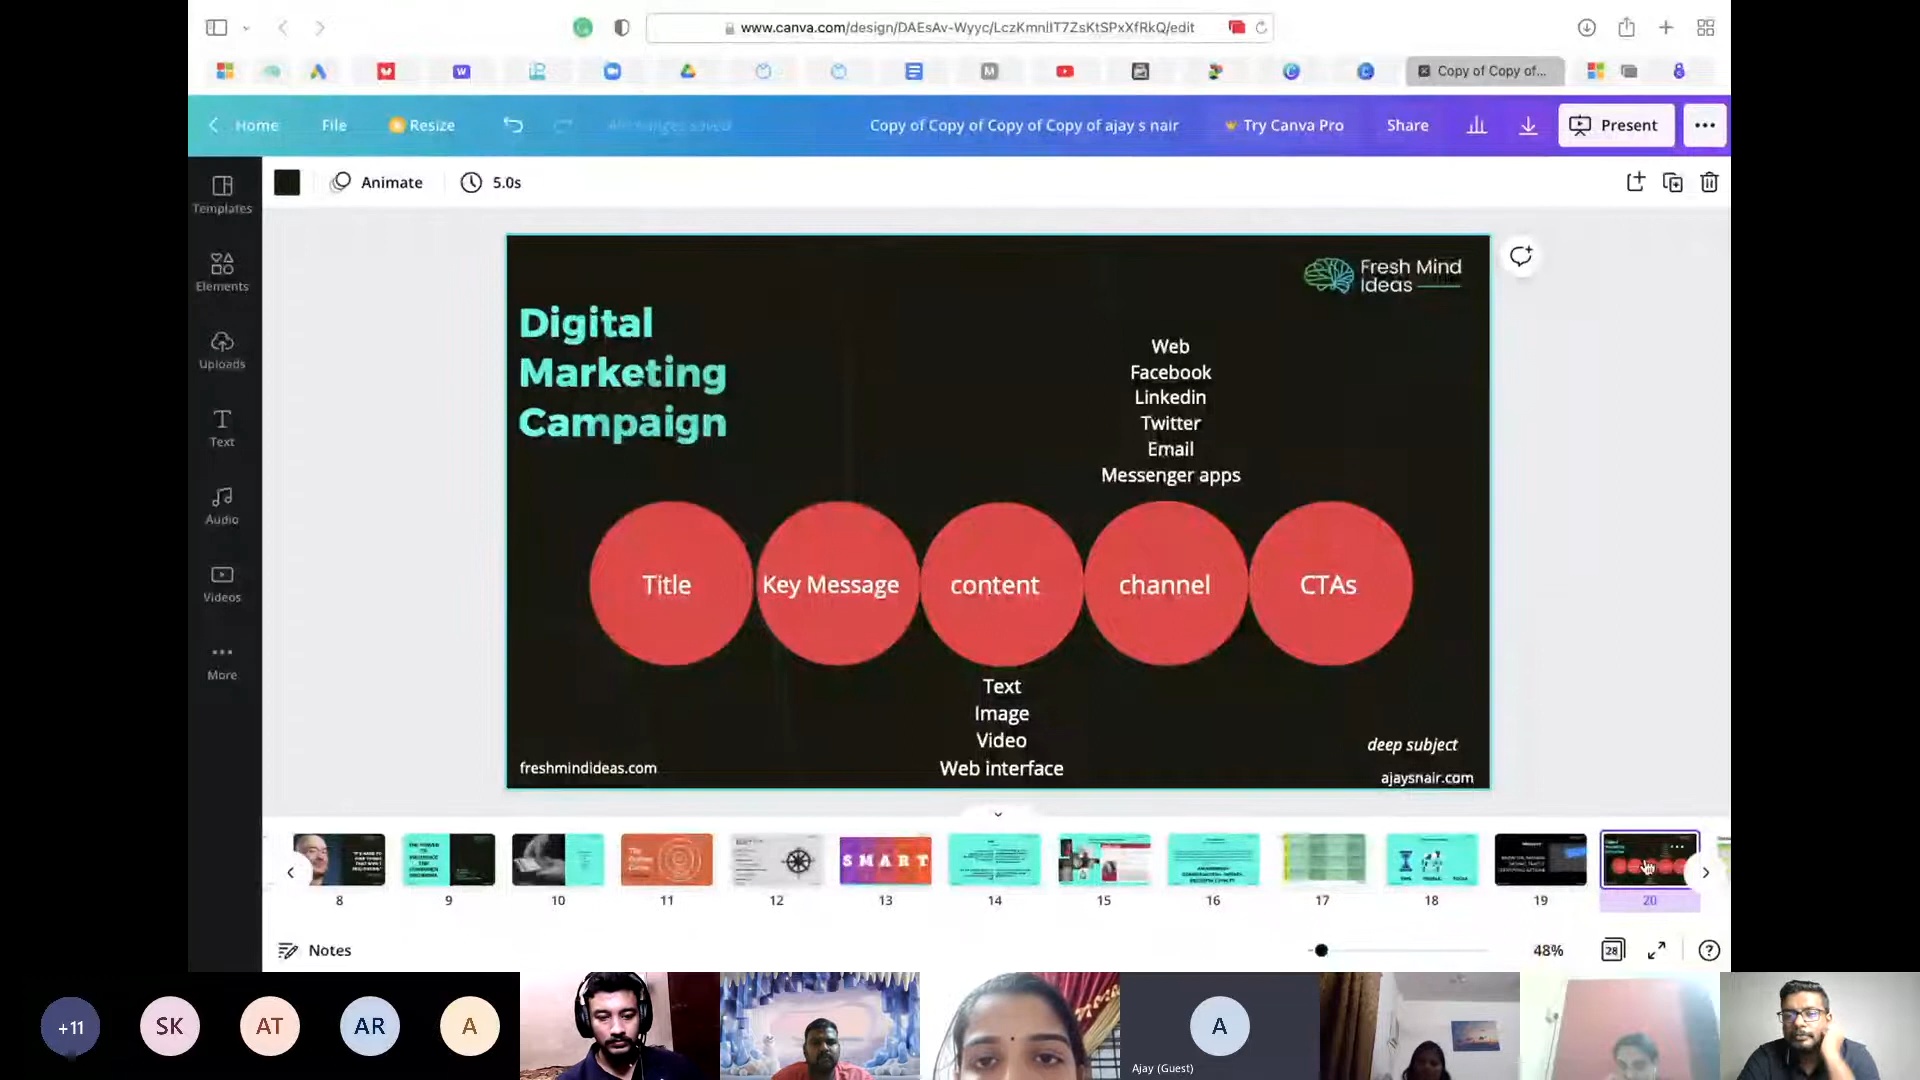 www.canva.com/design/DAEsAv-Wyyc/LczKmnlIT7ZsKtSPxXfRkQ/edit
Copy of Copy of...
Home
File
Resize
All changes saved
Copy of Copy of Copy of Copy of ajay s nair
Try Canva Pro
Share
Present
Animate
5.0s
Templates
Elements
Uploads
Text
Audio
Videos
More
Fresh Mind
Ideas
Digital
Marketing
Campaign
Web
Facebook
Linkedin
Twitter
Email
Messenger apps
Title
Key Message
content
channel
CTAs
Text
Image
Video
Web interface
deep subject
freshmindideas.com
ajaysnair.com
SMART
8
9
10
11
12
13
14
15
16
17
18
19
20
Notes
48%
28
+11
SK
AT
AR
A
A
Ajay (Guest)